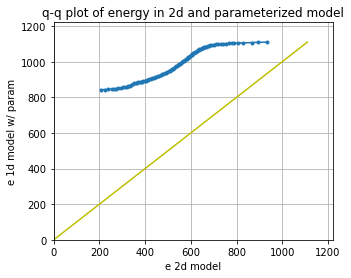 q-q plot of energy in 2d and parameterized model
1200
1000
800
600
400
200
0
e 1d model w/ param
0 200 400 600 800 1000 1200
e 2d model